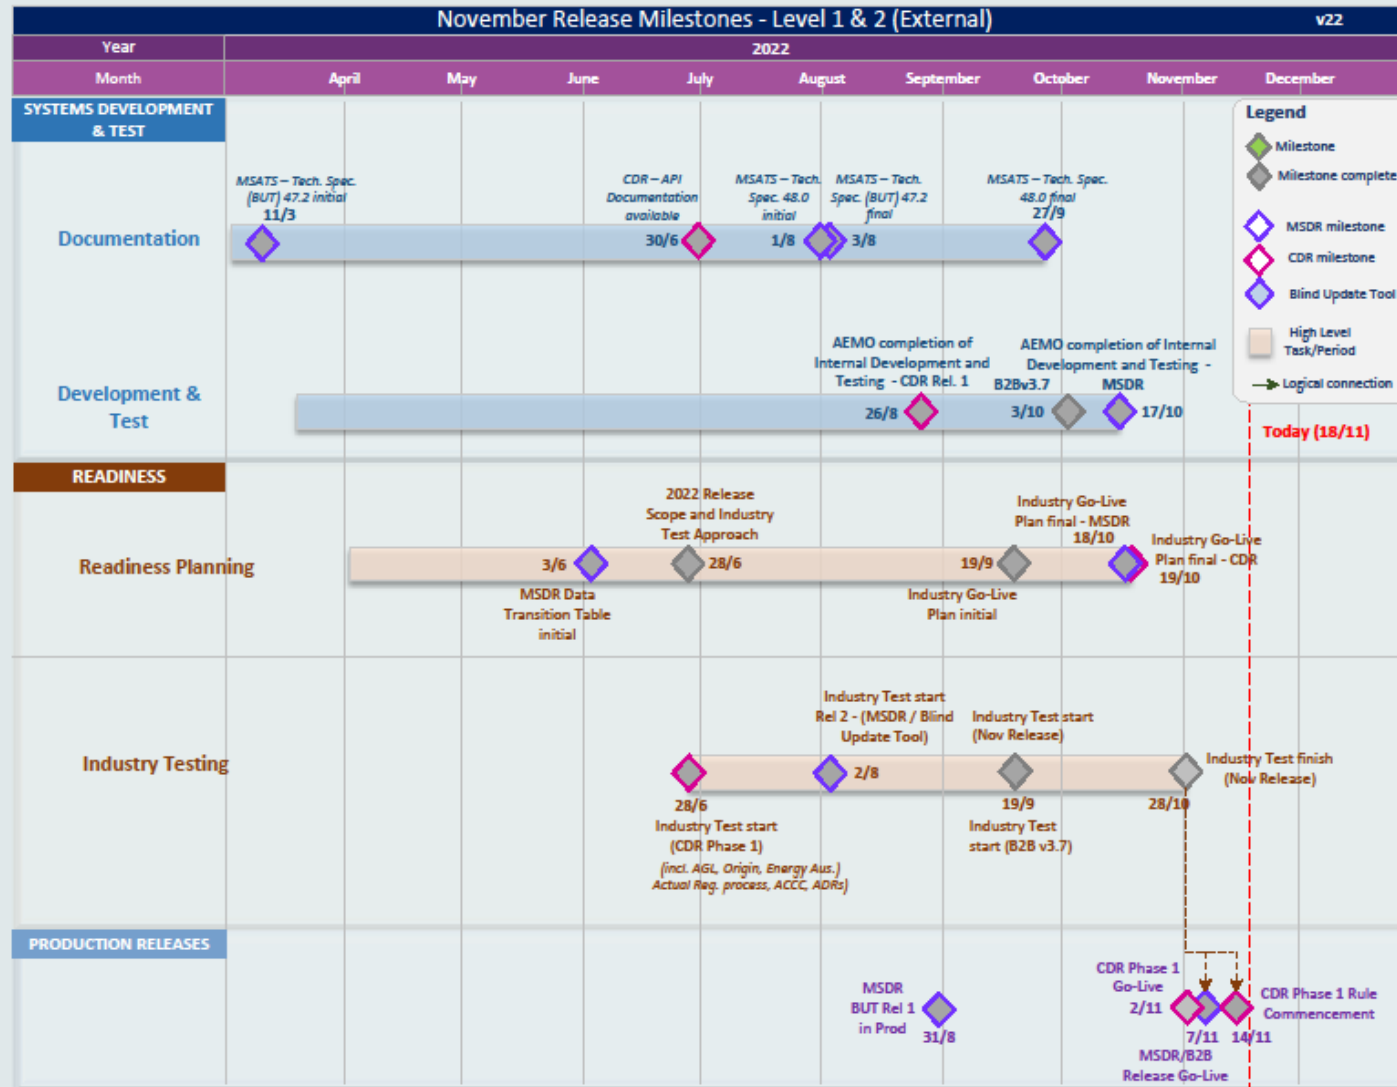 November Release Milestones - Level 1 & 2 (External)
v22
Year
2022
Month
April
May
June
July
August
September
October
November
December
SYSTEMS DEVELOPMENT
& TEST
Legend
Milestone
Milestone complete
MSDR milestone
CDR milestone
Blind Update Tool
High Level
Task/Period
Logical connection
Documentation
MSATS – Tech. Spec.
(BUT) 47.2 initial
11/3
CDR – API
Documentation
available
30/6
MSATS – Tech.
Spec. 48.0
initial
1/8
MSATS – Tech.
Spec. (BUT) 47.2
final
3/8
MSATS – Tech. Spec.
48.0 final
27/9
Development &
Test
AEMO completion of
Internal Development and
Testing - CDR Rel. 1
26/8
B2Bv3.7
3/10
AEMO completion of Internal
Development and Testing -
MSDR
17/10
Today (18/11)
READINESS
Readiness Planning
3/6
MSDR Data
Transition Table
initial
2022 Release
Scope and Industry
Test Approach
28/6
19/9
Industry Go-Live
Plan initial
Industry Go-Live
Plan final - MSDR
18/10
Industry Go-Live
Plan final - CDR
19/10
Industry Testing
28/6
Industry Test start
(CDR Phase 1)
(incl. AGL, Origin, Energy Aus.)
Actual Reg. process, ACCC, ADRs)
Industry Test start
Rel 2 - (MSDR / Blind
Update Tool)
2/8
Industry Test start
(Nov Release)
19/9
Industry Test
start (B2B v3.7)
Industry Test finish
(Nov Release)
28/10
PRODUCTION RELEASES
MSDR
BUT Rel 1
in Prod
31/8
CDR Phase 1
Go-Live
2/11
7/11
MSDR/B2B
Release Go-Live
14/11
CDR Phase 1 Rule
Commencement